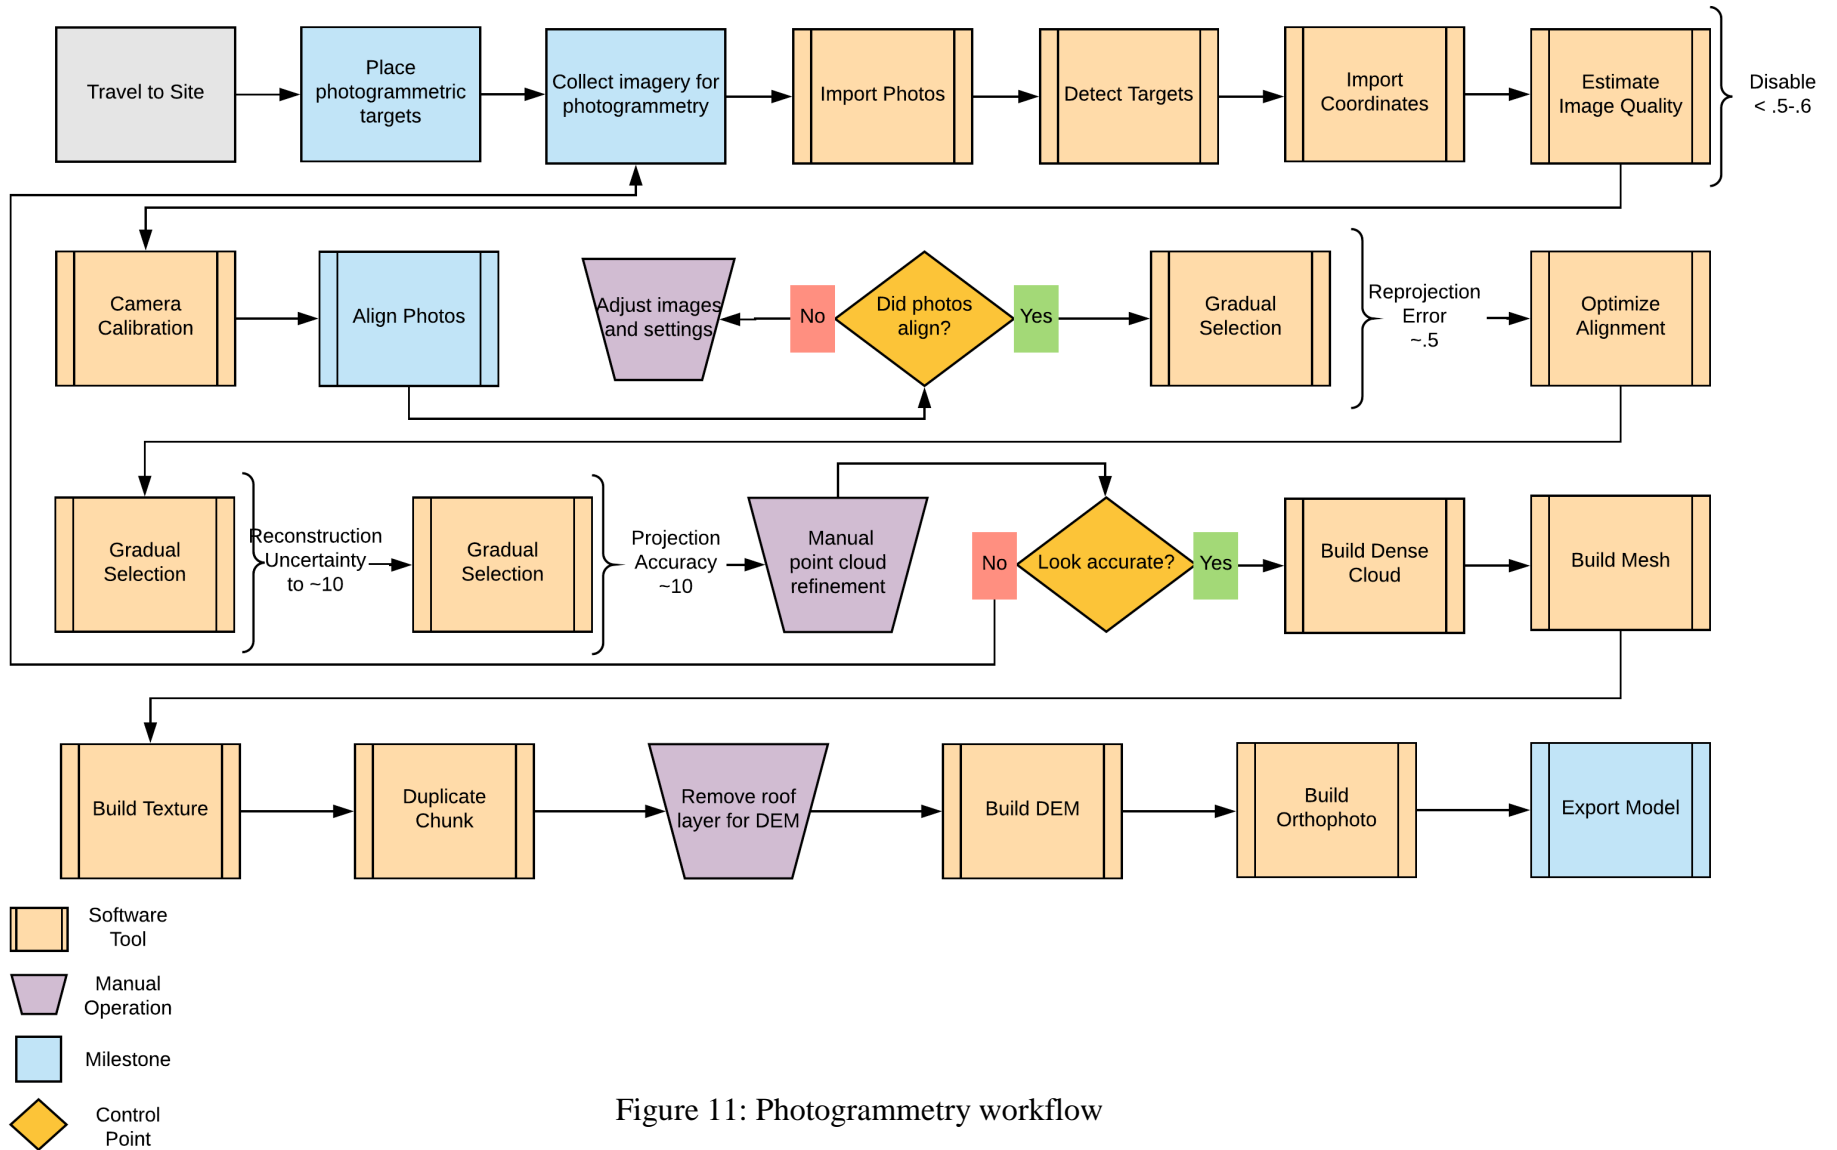 Travel to Site
Place
photogrammetric
targets
Collect imagery for
photogrammetry
Import Photos
Detect Targets
Import
Coordinates
Estimate
Image Quality
Disable
< .5-.6
Camera
Calibration
Align Photos
Adjust images
and settings
No
Did photos
align?
Yes
Gradual
Selection
Reprojection
Error
~.5
Optimize
Alignment
Gradual
Selection
Reconstruction
Uncertainty
to ~10
Gradual
Selection
Projection
Accuracy
~10
Manual
point cloud
refinement
No
Look accurate?
Yes
Build Dense
Cloud
Build Mesh
Build Texture
Duplicate
Chunk
Remove roof
layer for DEM
Build DEM
Build
Orthophoto
Export Model
Software
Tool
Manual
Operation
Milestone
Control
Point
Figure 11: Photogrammetry workflow